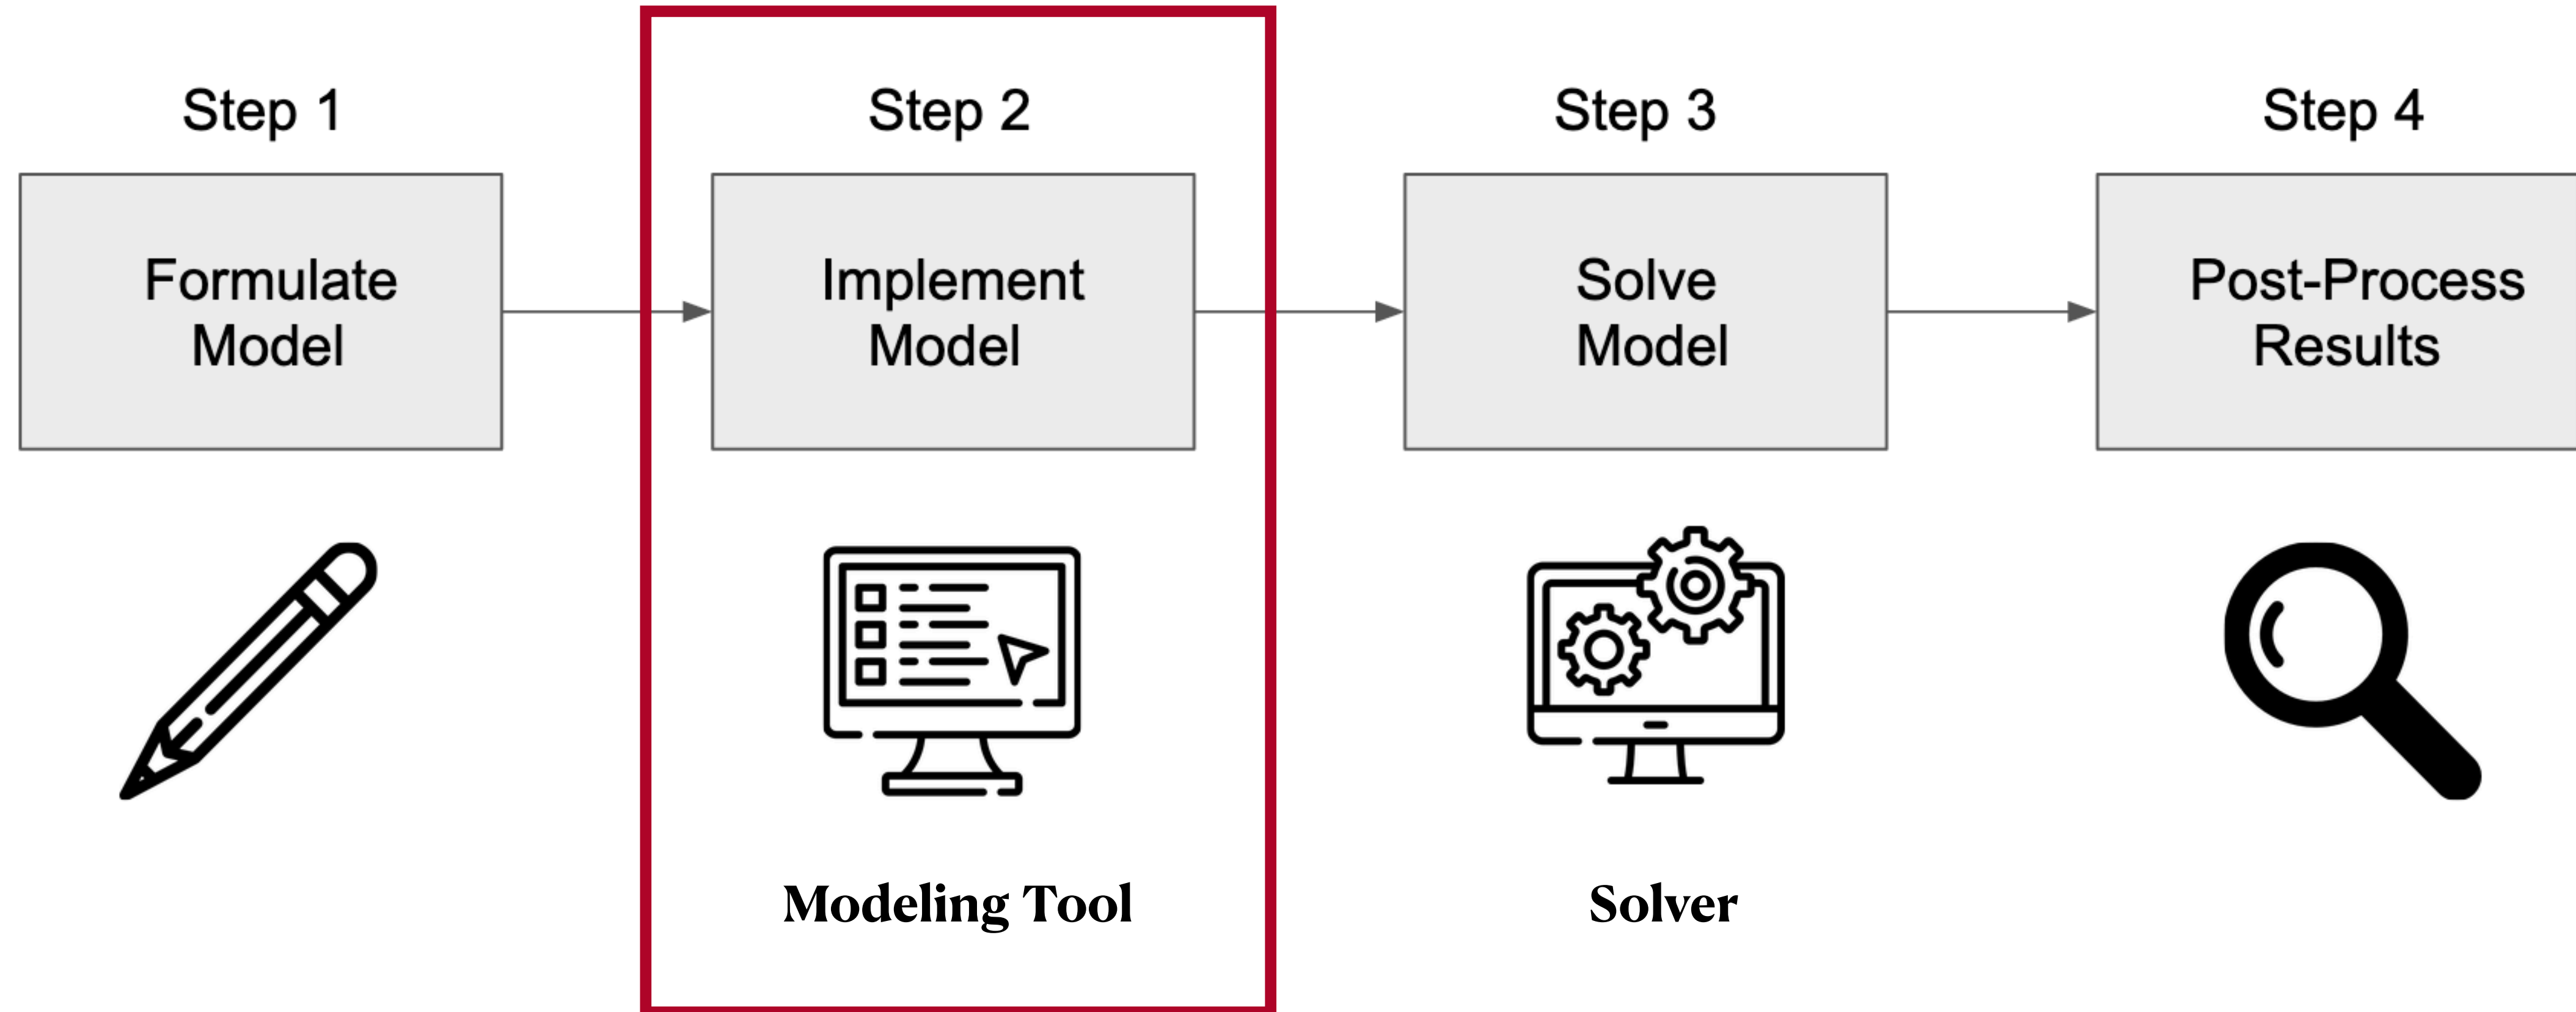 Step 1
Step 2
Step 3
Step 4
Formulate
Model
Implement
Model
Solve
Model
Post-Process
Results
Modeling Tool
Solver